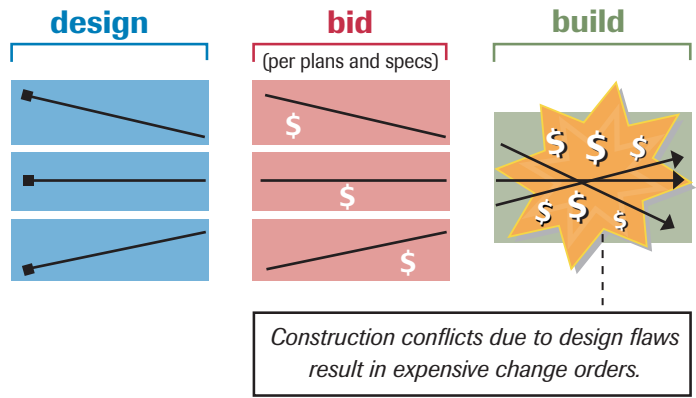 design
bid
build
(per plans and specs)
$
$
$
$ $ $
$ $ $
Construction conflicts due to design flaws
result in expensive change orders.